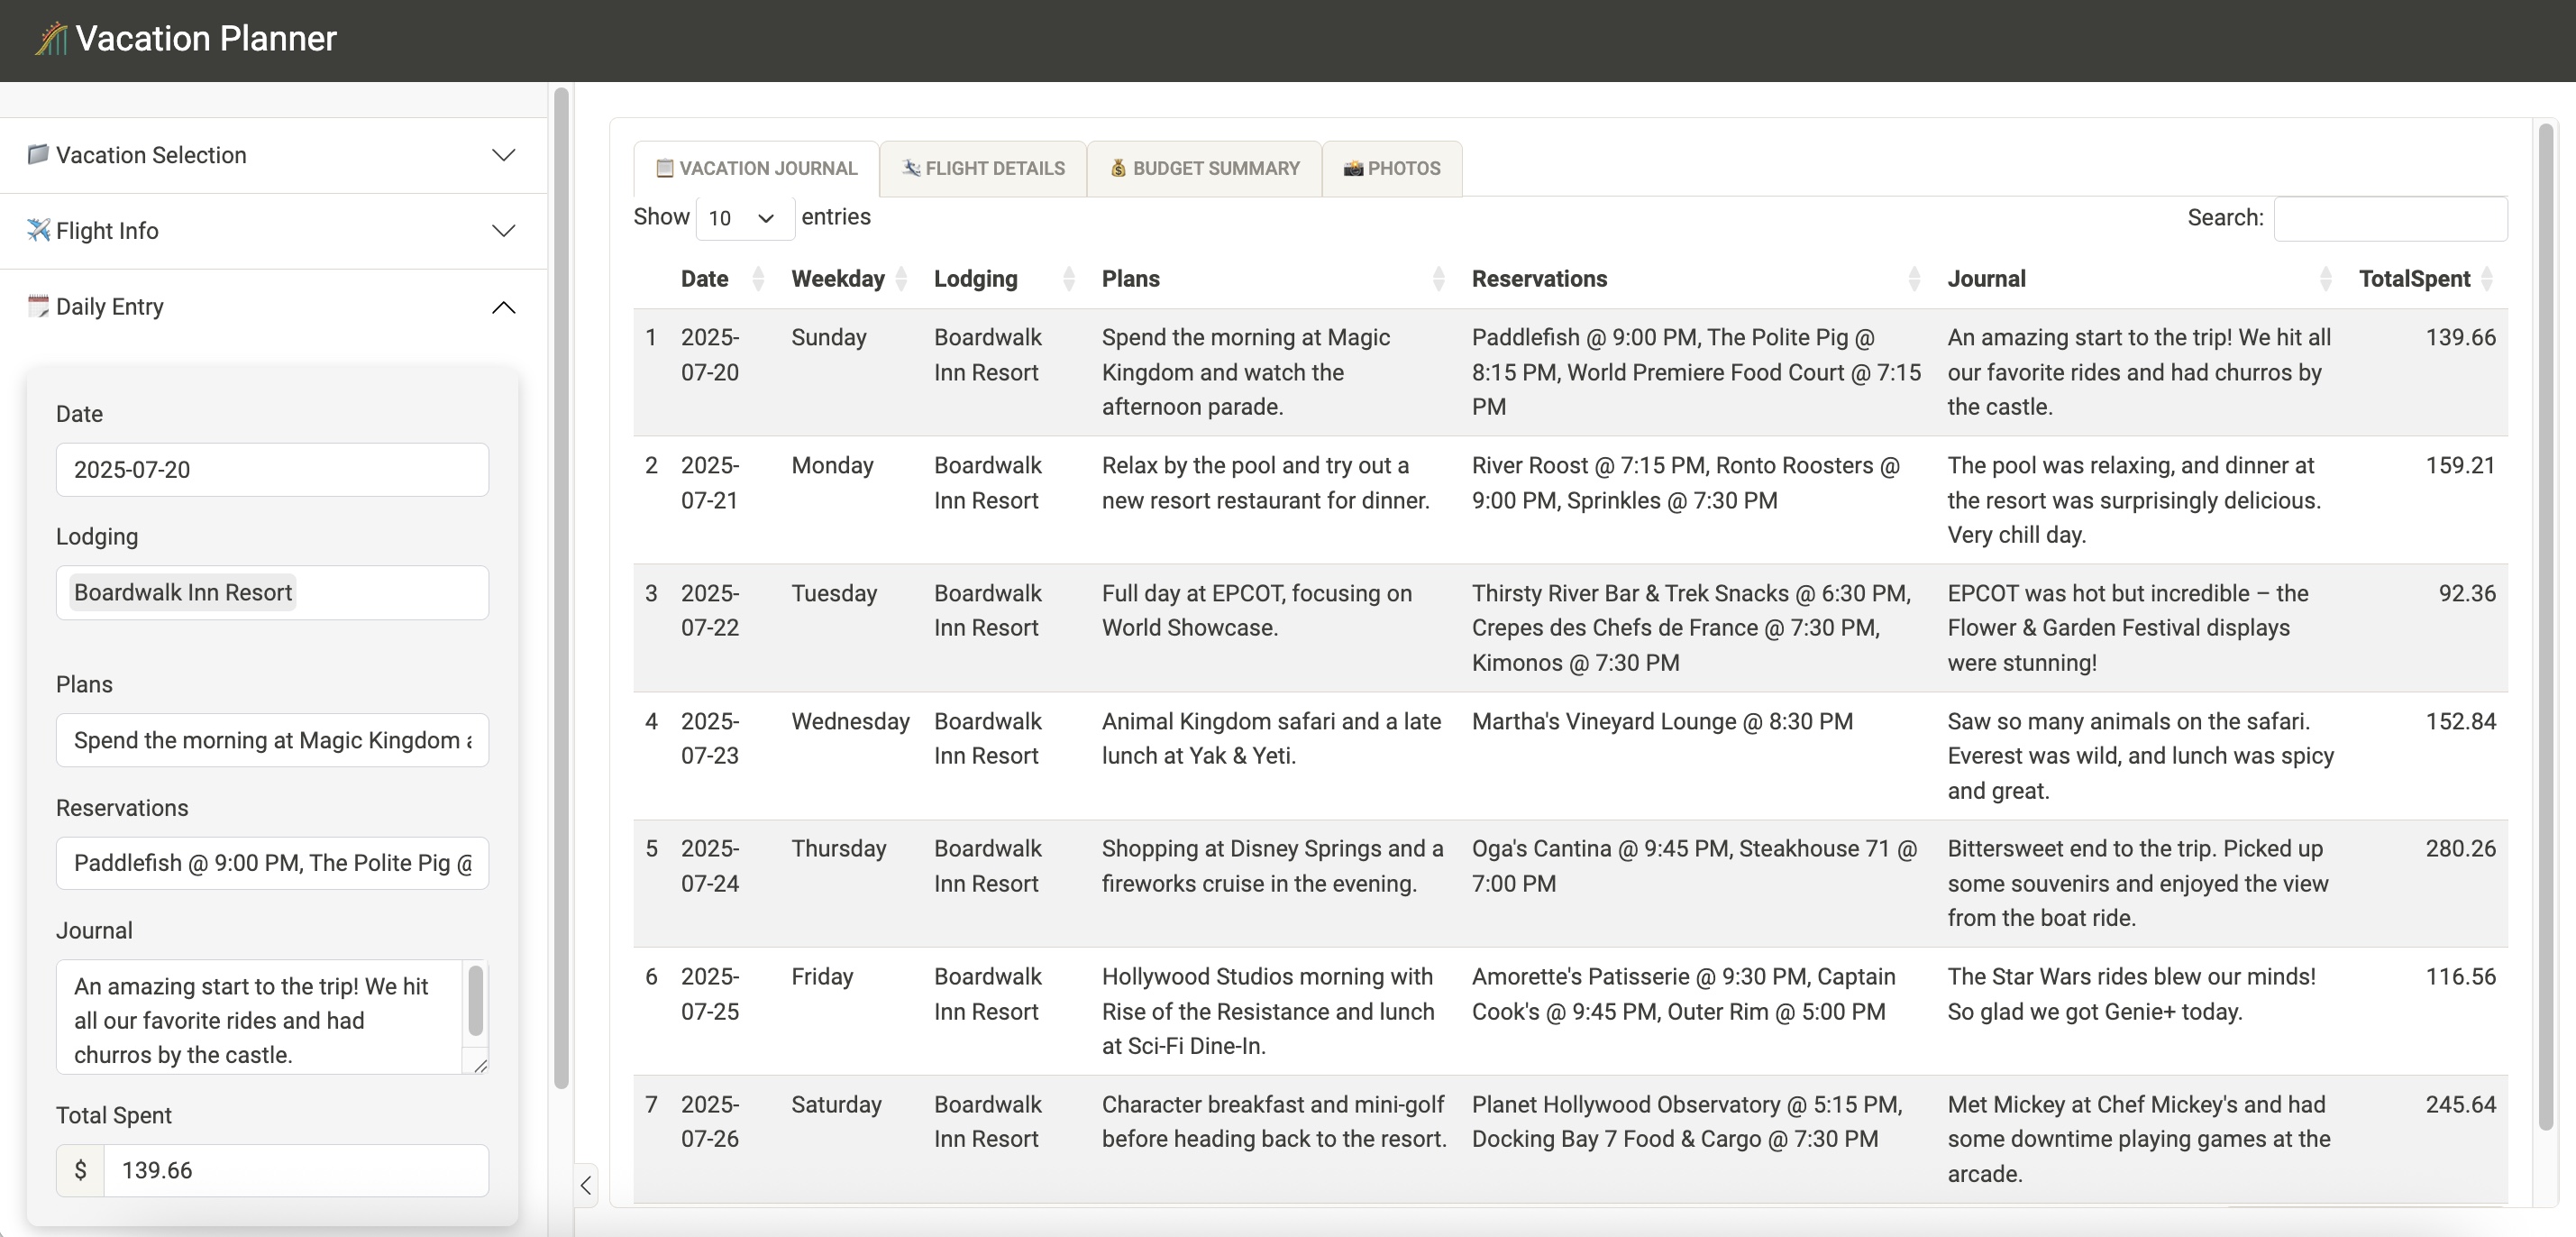 Vacation Planner
Vacation Selection
Flight Info
Daily Entry
Date
2025-07-20
Lodging
Boardwalk Inn Resort
Plans
Spend the morning at Magic Kingdom
Reservations
Paddlefish @ 9:00 PM, The Polite Pig @
Journal
An amazing start to the trip! We hit
all our favorite rides and had
churros by the castle.
Total Spent
$ 139.66
VACATION JOURNAL FLIGHT DETAILS BUDGET SUMMARY PHOTOS
Show 10 entries Search:
Date Weekday Lodging Plans Reservations Journal TotalSpent
1 2025- Sunday Boardwalk Spend the morning at Magic Paddlefish @ 9:00 PM, The Polite Pig @ An amazing start to the trip! We hit all 139.66
07-20 Inn Resort Kingdom and watch the 8:15 PM, World Premiere Food Court @ 7:15 our favorite rides and had churros by
afternoon parade. PM the castle.
2 2025- Monday Boardwalk Relax by the pool and try out a River Roost @ 7:15 PM, Ronto Roosters @ The pool was relaxing, and dinner at 159.21
07-21 Inn Resort new resort restaurant for dinner. 9:00 PM, Sprinkles @ 7:30 PM the resort was surprisingly delicious.
Very chill day.
3 2025- Tuesday Boardwalk Full day at EPCOT, focusing on Thirsty River Bar & Trek Snacks @ 6:30 PM, EPCOT was hot but incredible – the 92.36
07-22 Inn Resort World Showcase. Crepes des Chefs de France @ 7:30 PM, Flower & Garden Festival displays
Kimonos @ 7:30 PM were stunning!
4 2025- Wednesday Boardwalk Animal Kingdom safari and a late Martha's Vineyard Lounge @ 8:30 PM Saw so many animals on the safari. 152.84
07-23 Inn Resort lunch at Yak & Yeti. Everest was wild, and lunch was spicy
and great.
5 2025- Thursday Boardwalk Shopping at Disney Springs and a Oga's Cantina @ 9:45 PM, Steakhouse 71 @ Bittersweet end to the trip. Picked up 280.26
07-24 Inn Resort fireworks cruise in the evening. 7:00 PM some souvenirs and enjoyed the view
from the boat ride.
6 2025- Friday Boardwalk Hollywood Studios morning with Amorette's Patisserie @ 9:30 PM, Captain The Star Wars rides blew our minds! 116.56
07-25 Inn Resort Rise of the Resistance and lunch Cook's @ 9:45 PM, Outer Rim @ 5:00 PM So glad we got Genie+ today.
at Sci-Fi Dine-In.
7 2025- Saturday Boardwalk Character breakfast and mini-golf Planet Hollywood Observatory @ 5:15 PM, Met Mickey at Chef Mickey's and had 245.64
07-26 Inn Resort before heading back to the resort. Docking Bay 7 Food & Cargo @ 7:30 PM some downtime playing games at the
arcade.